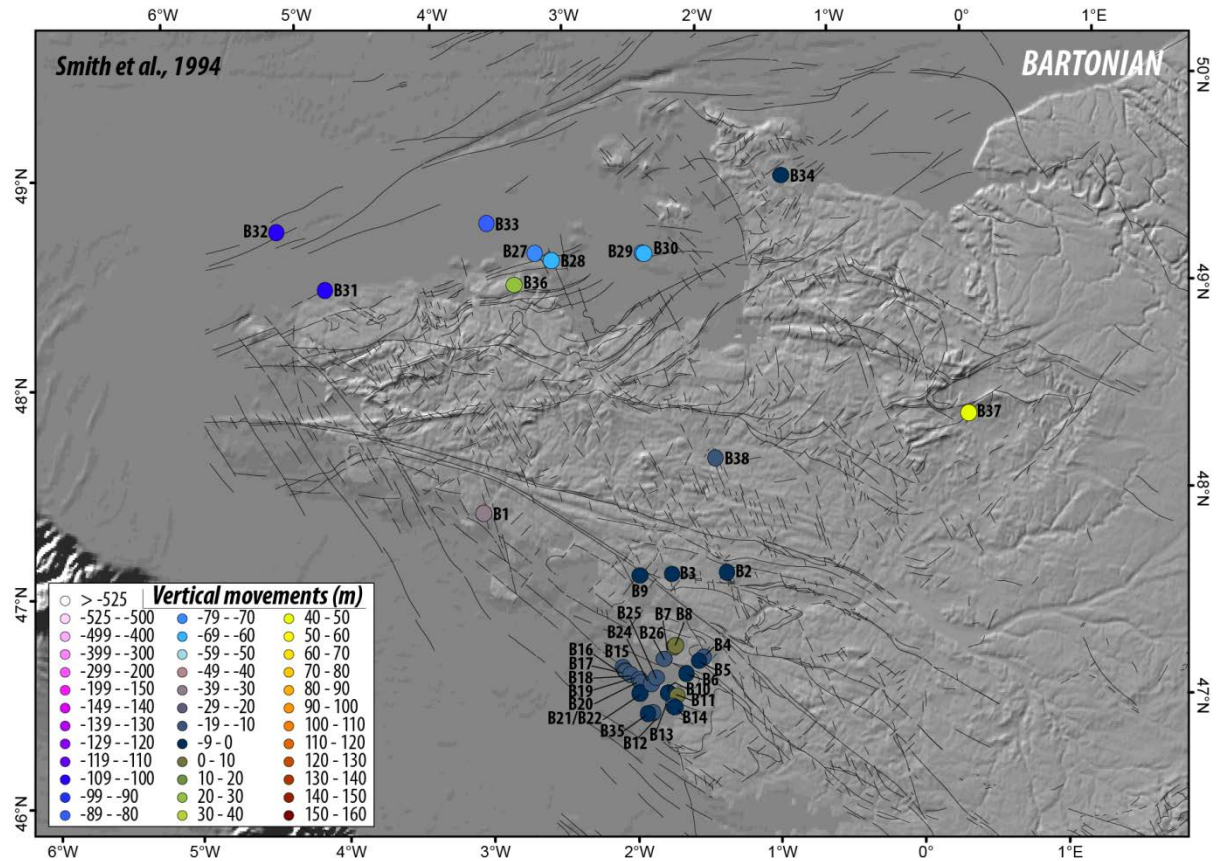 6°W 5°W 4°W 3°W 2°W 1°W 0° 1°E
Smith et al., 1994
BARTONIAN
50°N
49°N
B34
B32
B33
B27
B28
B29
B30
B36
B31
49°N
48°N
B37
B38
48°N
B1
B9
B3
B2
47°N
B25
B7 B8
B24
B26
B16
B15
B4
B17
B5
B18
B6
B19
B10
B11
47°N
B20
B21/B22
B14
B35
B13
B12
46°N
Vertical movements (m)
> -525
-525 - -500
-499 - -400
-399 - -300
-299 - -200
-199 - -150
-149 - -140
-139 - -130
-129 - -120
-119 - -110
-109 - -100
-99 - -90
-89 - -80
-79 - -70
-69 - -60
-59 - -50
-49 - -40
-39 - -30
-29 - -20
-19 - -10
-9 - 0
0 - 10
10 - 20
20 - 30
30 - 40
40 - 50
50 - 60
60 - 70
70 - 80
80 - 90
90 - 100
100 - 110
110 - 120
120 - 130
130 - 140
140 - 150
150 - 160
6°W 5°W 4°W 3°W 2°W 1°W 0° 1°E